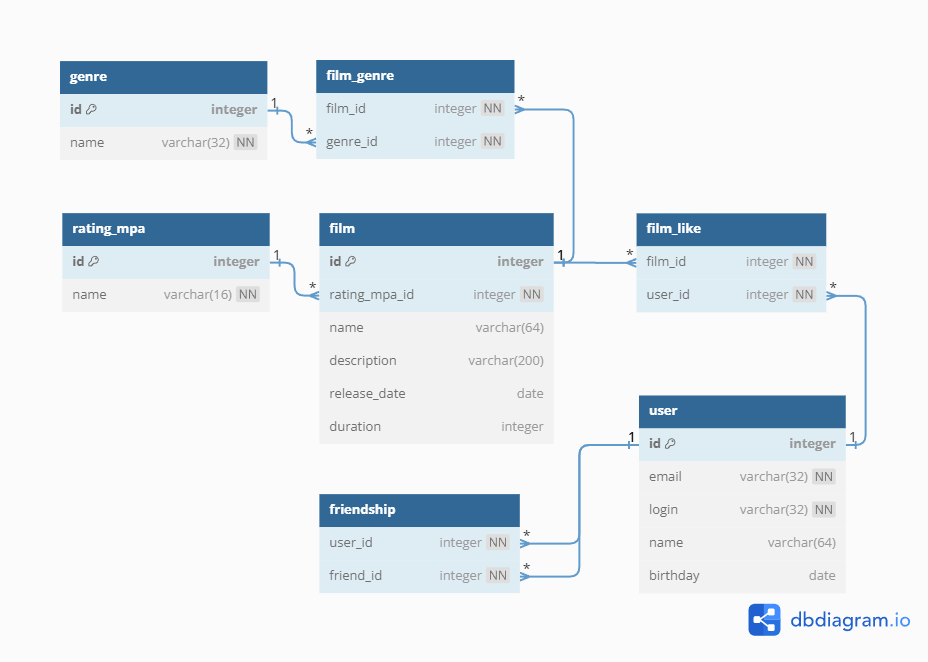 genre
id integer
name varchar(32) NN
1
*
film_genre
film_id integer NN
genre_id integer NN
*
rating_mpa
id integer
name varchar(16) NN
1
*
film
id integer
rating_mpa_id integer NN
name varchar(64)
description varchar(200)
release_date date
duration integer
1
*
film_like
film_id integer NN
user_id integer NN
*
user
id integer
email varchar(32) NN
login varchar(32) NN
name varchar(64)
birthday date
1
1
friendship
user_id integer NN
friend_id integer NN
*
*
dbdiagram.io